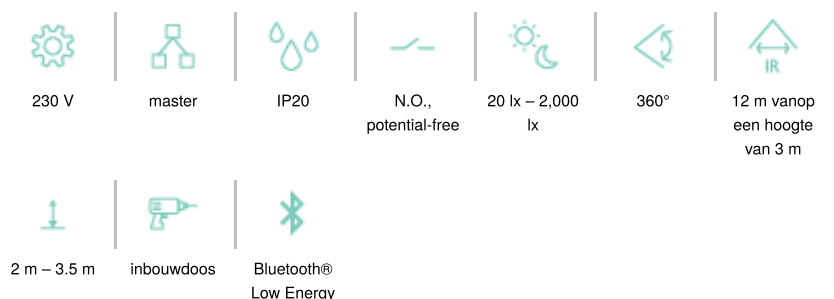 IR
230 V
master
IP20
N.O.,
potential-free
20 lx – 2,000
lx
360°
12 m vanop
een hoogte
van 3 m
2 m – 3.5 m
inbouwdoos
Bluetooth®
Low Energy